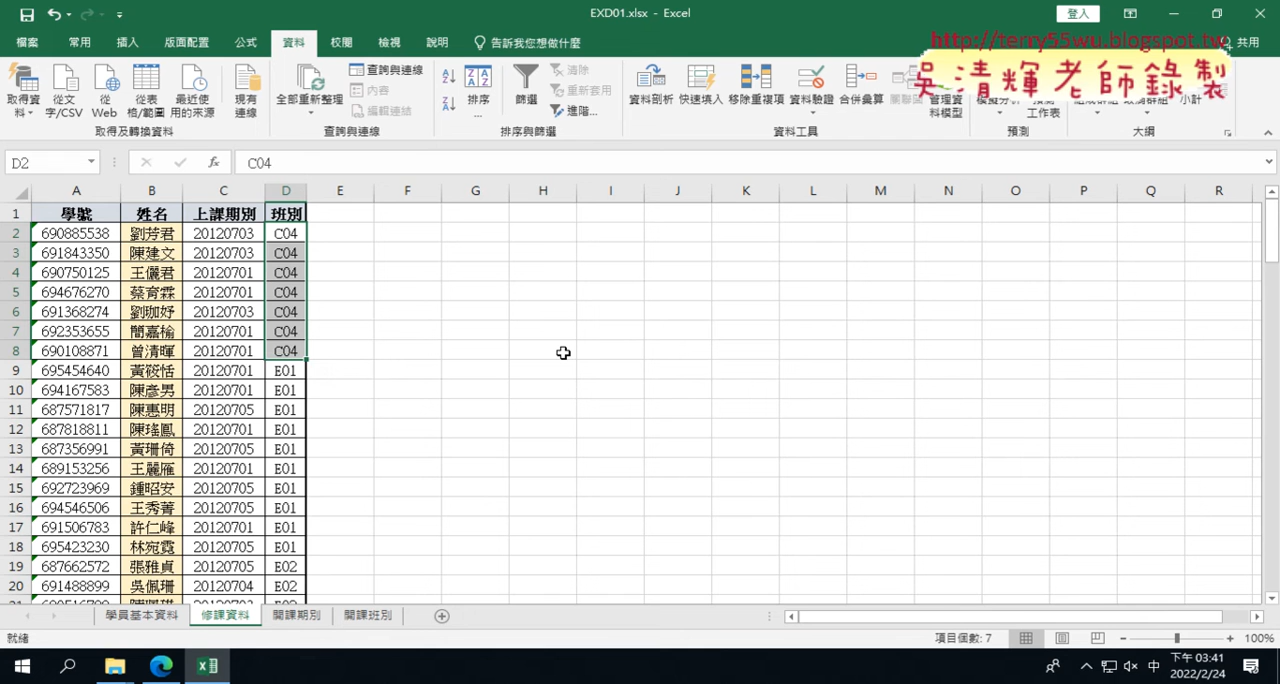 EXD01.xlsx - Excel
登入
檔案 常用 插入 版面配置 公式 資料 校閱 檢視 說明 告訴我您想做什麼 共用
http://terry55wu.blogspot.tw
吳清輝老師錄製
取得資料 從文字/CSV 從 Web 從表格/範圍 最近使用的來源 現有連線
全部重新整理 查詢與連線 內容 編輯連結
排序... 篩選 清除 重新套用 進階...
資料剖析 快速填入 移除重複項 資料驗證 合併彙算 管理資料模型
取得及轉換資料 查詢與連線 排序與篩選 資料工具 預測 大綱
D2 fx C04
A B C D E F G H I J K L M N O P Q R
1 學號 姓名 上課期別 班別
2 690885538 劉芳君 20120703 C04
3 691843350 陳建文 20120703 C04
4 690750125 王儷君 20120701 C04
5 694676270 蔡育霖 20120701 C04
6 691368274 劉珈妤 20120703 C04
7 692353655 簡嘉榆 20120701 C04
8 690108871 曾清暉 20120701 C04
9 695454640 黃筱恬 20120701 E01
10 694167583 陳彥男 20120701 E01
11 687571817 陳惠明 20120705 E01
12 687818811 陳瑤鳳 20120701 E01
13 687356991 黃珊倚 20120705 E01
14 689153256 王麗雁 20120701 E01
15 692723969 鍾昭安 20120705 E01
16 694546506 王秀菁 20120705 E01
17 691506783 許仁峰 20120701 E01
18 695423230 林宛霓 20120705 E01
19 687662572 張雅貞 20120705 E02
20 691488899 吳佩珊 20120704 E02
學員基本資料 修課資料 開課期別 開課班別
就緒 項目個數: 7 100%
中 下午 03:41
2022/2/24